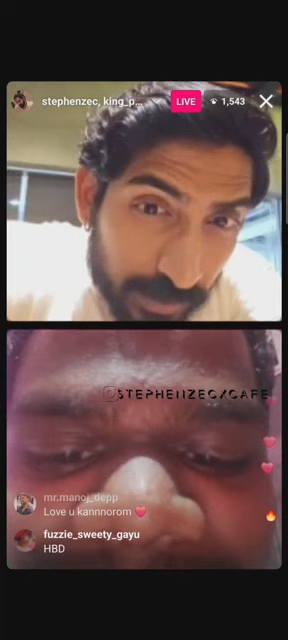 stephenzec, king_p...
LIVE
1,543
STEPHENZECXCAFE
mr.manoj_depp
Love u kannnorom ❤️
fuzzie_sweety_gayu
HBD